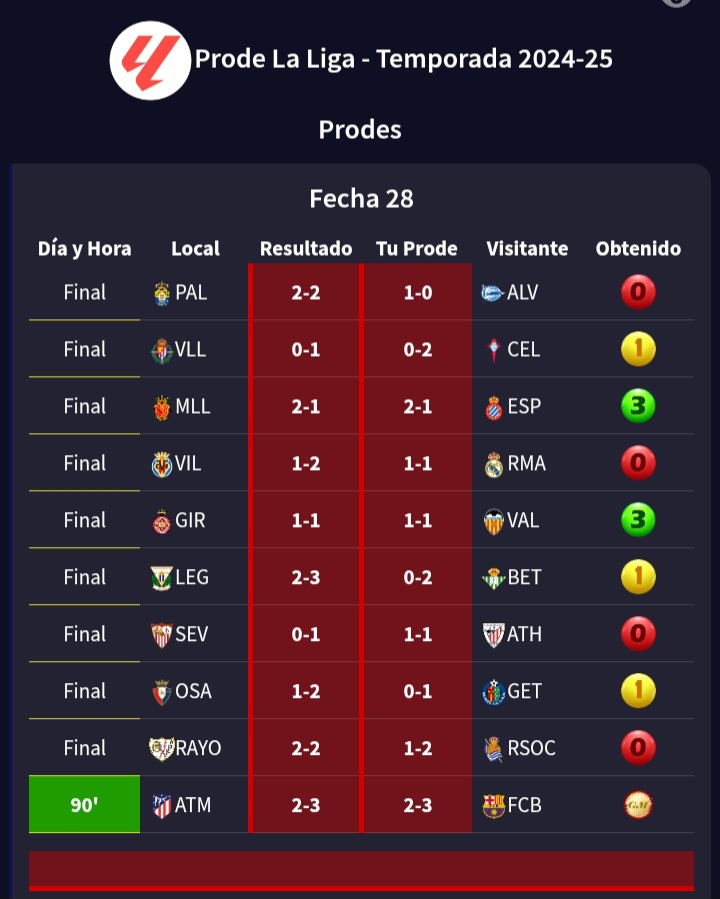 Prode La Liga - Temporada 2024-25
Prodes
Fecha 28
Día y Hora Local Resultado Tu Prode Visitante Obtenido
Final PAL 2-2 1-0 ALV 0
Final VLL 0-1 0-2 CEL 1
Final MLL 2-1 2-1 ESP 3
Final VIL 1-2 1-1 RMA 0
Final GIR 1-1 1-1 VAL 3
Final LEG 2-3 0-2 BET 1
Final SEV 0-1 1-1 ATH 0
Final OSA 1-2 0-1 GET 1
Final RAYO 2-2 1-2 RSOC 0
90' ATM 2-3 2-3 FCB